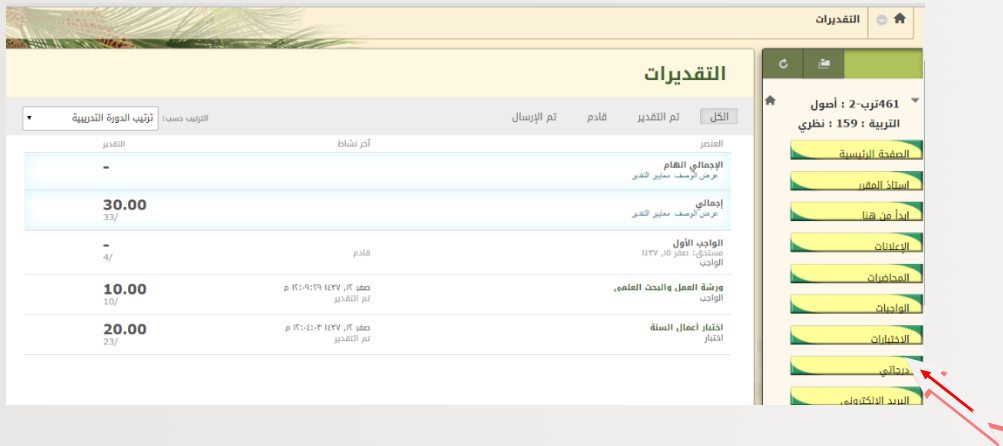 التقديرات
461ترب-2 : أصول
التربية : 159 : نظري
الصفحة الرئيسية
استاذ المقرر
ابدأ من هنا
الإعلانات
المحاضرات
الواجبات
الاختبارات
درجاتي
البريد الالكتروني
التقديرات
الكل
تم التقدير
قادم
تم الإرسال
الترتيب حسب: ترتيب الدورة التدريبية
العنصر آخر نشاط التقدير
الإجمالي الهام -
عرض الوصف معايير التقدير
إجمالي 30.00
عرض الوصف معايير التقدير /33
الواجب الأول -
مستحق: صفر ١٥, ١٤٣٧ قادم /4
الواجب
ورشة العمل والبحث العلمي صفر ١٢, ١٤٣٧ ١٢:٠٩:٢٩ م 10.00
الواجب تم التقدير /10
اختبار أعمال السنة صفر ١٢, ١٤٣٧ ١٢:٠٤:٠٣ م 20.00
اختبار تم التقدير /23